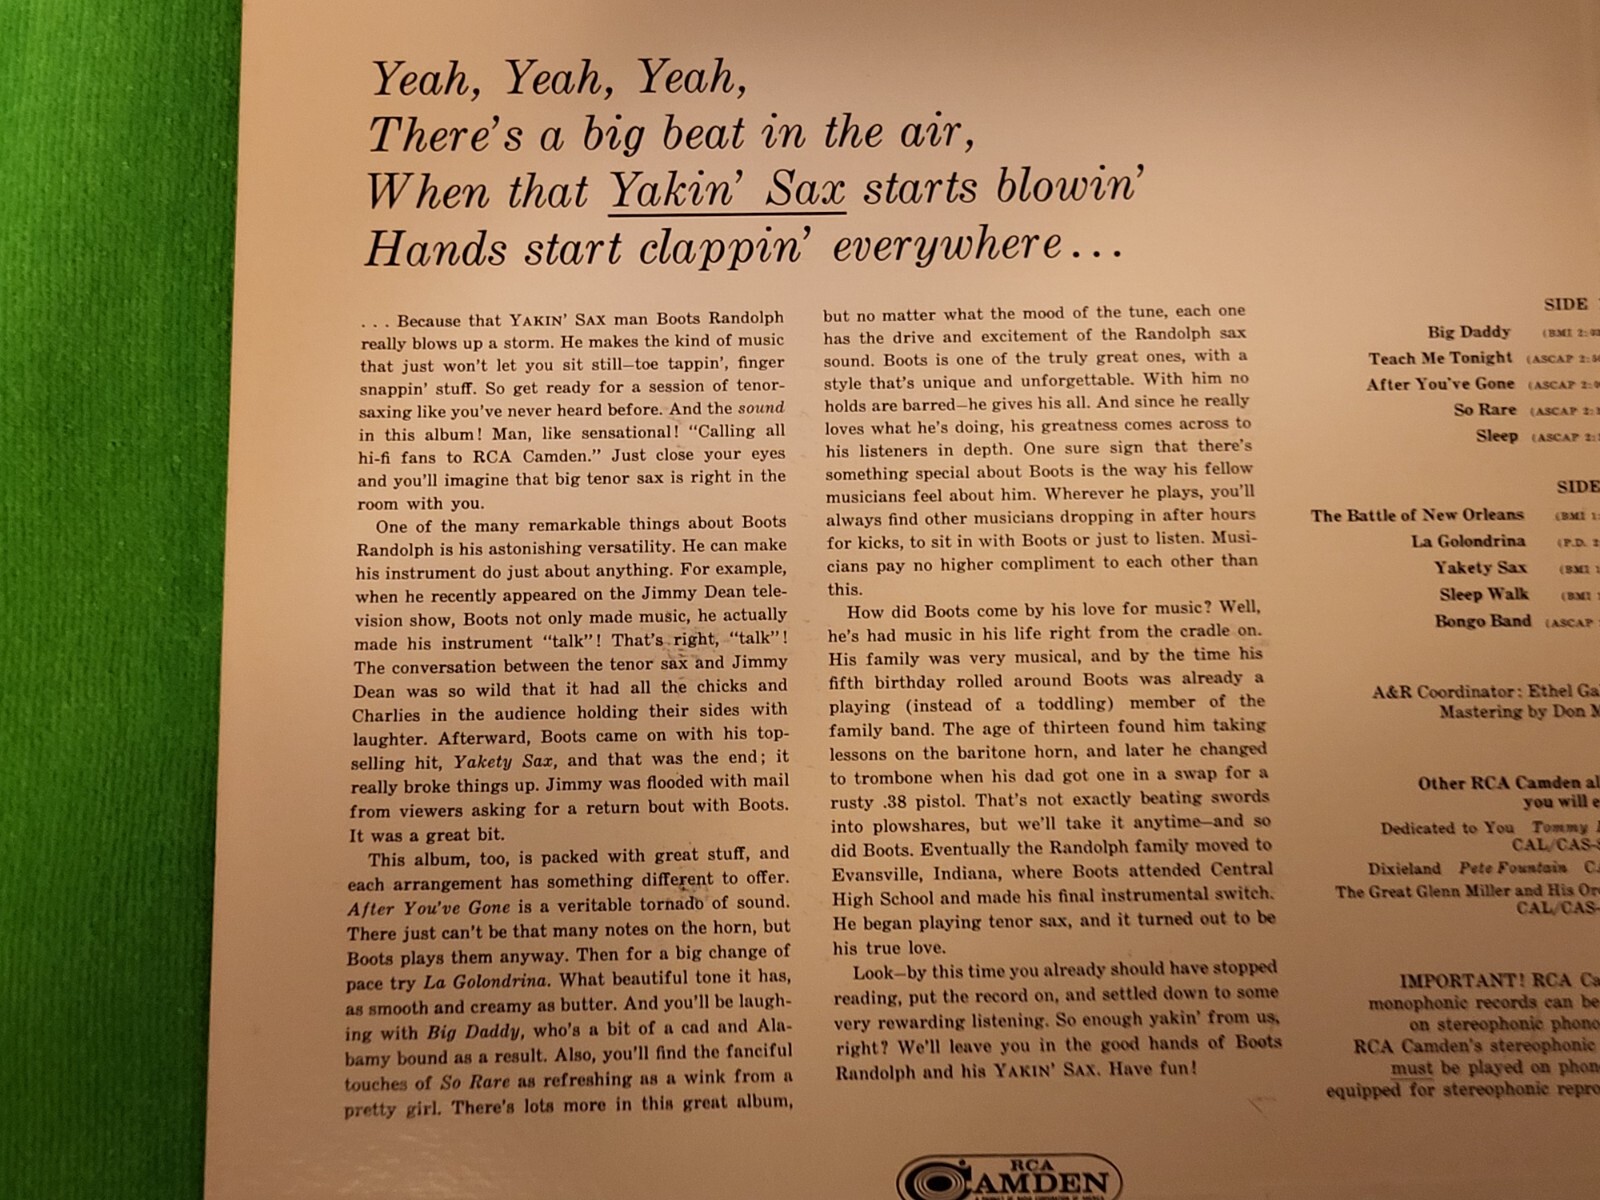 Yeah, Yeah, Yeah,
There's a big beat in the air,
When that Yakin' Sax starts blowin'
Hands start clappin' everywhere...
. . . Because that YAKIN' SAX man Boots Randolph
really blows up a storm. He makes the kind of music
that just won't let you sit still—toe tappin', finger
snappin' stuff. So get ready for a session of tenor-
saxing like you've never heard before. And the sound
in this album! Man, like sensational! "Calling all
hi-fi fans to RCA Camden." Just close your eyes
and you'll imagine that big tenor sax is right in the
room with you.
One of the many remarkable things about Boots
Randolph is his astonishing versatility. He can make
his instrument do just about anything. For example,
when he recently appeared on the Jimmy Dean tele-
vision show, Boots not only made music, he actually
made his instrument "talk"! That's right, "talk"!
The conversation between the tenor sax and Jimmy
Dean was so wild that it had all the chicks and
Charlies in the audience holding their sides with
laughter. Afterward, Boots came on with his top-
selling hit, Yakety Sax, and that was the end; it
really broke things up. Jimmy was flooded with mail
from viewers asking for a return bout with Boots.
It was a great bit.
This album, too, is packed with great stuff, and
each arrangement has something different to offer.
After You've Gone is a veritable tornado of sound.
There just can't be that many notes on the horn, but
Boots plays them anyway. Then for a big change of
pace try La Golondrina. What beautiful tone it has,
as smooth and creamy as butter. And you'll be laugh-
ing with Big Daddy, who's a bit of a cad and Ala-
bamy bound as a result. Also, you'll find the fanciful
touches of So Rare as refreshing as a wink from a
pretty girl. There's lots more in this great album,
but no matter what the mood of the tune, each one
has the drive and excitement of the Randolph sax
sound. Boots is one of the truly great ones, with a
style that's unique and unforgettable. With him no
holds are barred—he gives his all. And since he really
loves what he's doing, his greatness comes across to
his listeners in depth. One sure sign that there's
something special about Boots is the way his fellow
musicians feel about him. Wherever he plays, you'll
always find other musicians dropping in after hours
for kicks, to sit in with Boots or just to listen. Musi-
cians pay no higher compliment to each other than
this.
How did Boots come by his love for music? Well,
he's had music in his life right from the cradle on.
His family was very musical, and by the time his
fifth birthday rolled around Boots was already a
playing (instead of a toddling) member of the
family band. The age of thirteen found him taking
lessons on the baritone horn, and later he changed
to trombone when his dad got one in a swap for a
rusty .38 pistol. That's not exactly beating swords
into plowshares, but we'll take it anytime—and so
did Boots. Eventually the Randolph family moved to
Evansville, Indiana, where Boots attended Central
High School and made his final instrumental switch.
He began playing tenor sax, and it turned out to be
his true love.
Look—by this time you already should have stopped
reading, put the record on, and settled down to some
very rewarding listening. So enough yakin' from us,
right? We'll leave you in the good hands of Boots
Randolph and his YAKIN' SAX. Have fun!
SIDE
Big Daddy (BMI 2:
Teach Me Tonight (ASCAP 2:
After You've Gone (ASCAP 2:
So Rare (ASCAP 2:
Sleep (ASCAP 2:
SIDE
The Battle of New Orleans (BMI
La Golondrina (P.D.
Yakety Sax (BMI
Sleep Walk (BMI
Bongo Band (ASCAP
A&R Coordinator: Ethel
Mastering by Don
Other RCA Camden
you will
Dedicated to You Tommy
CAL/CAS-
Dixieland Pete Fountain
The Great Glenn Miller and His
CAL/CAS-
IMPORTANT! RCA
monophonic records can be
on stereophonic
RCA Camden's stereophonic
must be played on
equipped for stereophonic
RCA
CAMDEN